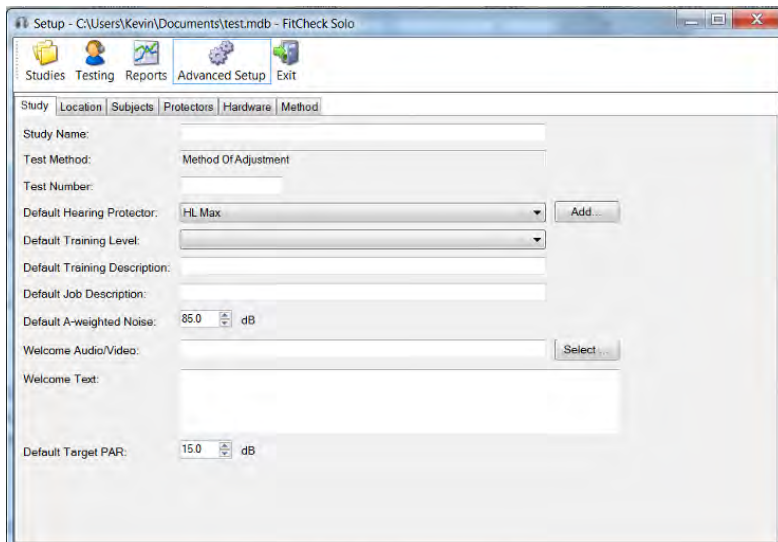 Setup - C:\Users\Kevin\Documents\test.mdb - FitCheck Solo
Studies Testing Reports Advanced Setup Exit
Study Location Subjects Protectors Hardware Method
Study Name:
Test Method: Method Of Adjustment
Test Number:
Default Hearing Protector: HL Max Add...
Default Training Level:
Default Training Description:
Default Job Description:
Default A-weighted Noise: 85.0 dB
Welcome Audio/Video: Select ...
Welcome Text:
Default Target PAR: 15.0 dB